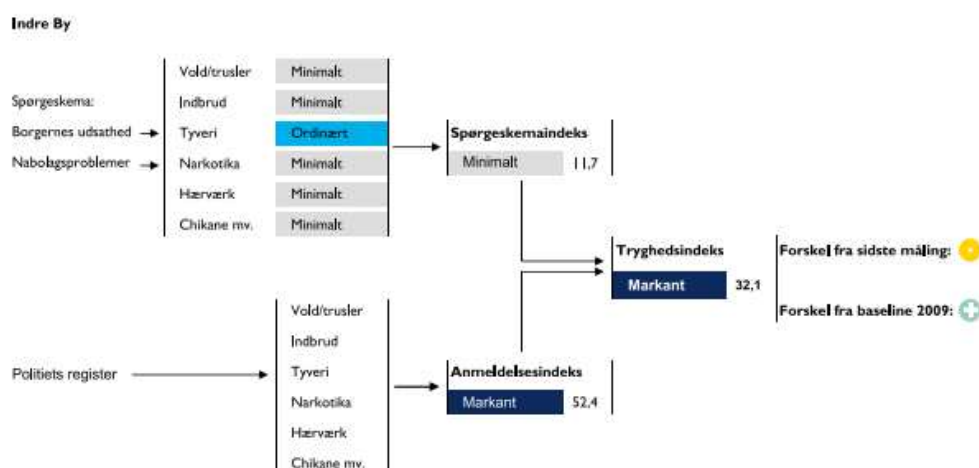 Indre By
Spørgeskema:
Borgernes udsathed
Nabolagsproblemer
Vold/trusler Minimalt
Indbrud Minimalt
Tyveri Ordinært
Narkotika Minimalt
Hærværk Minimalt
Chikane mv. Minimalt
Spørgeskemaindeks
Minimalt 11,7
Tryghedsindeks
Markant 32,1
Forskel fra sidste måling:
Forskel fra baseline 2009:
Politiets register
Vold/trusler
Indbrud
Tyveri
Narkotika
Hærværk
Chikane mv.
Anmeldelsesindeks
Markant 52,4